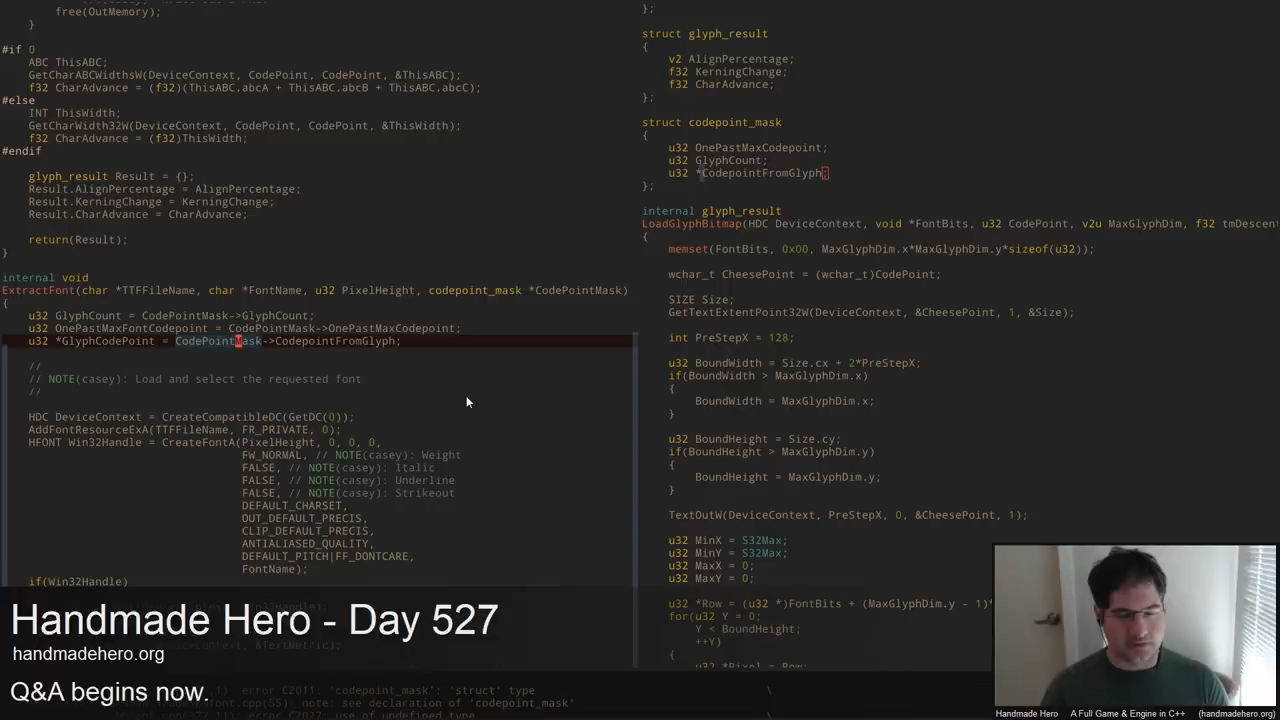 free(OutMemory);
}
#if 0
ABC ThisABC;
GetCharABCWidthsW(DeviceContext, CodePoint, CodePoint, &ThisABC);
f32 CharAdvance = (f32)(ThisABC.abcA + ThisABC.abcB + ThisABC.abcC);
#else
INT ThisWidth;
GetCharWidth32W(DeviceContext, CodePoint, CodePoint, &ThisWidth);
f32 CharAdvance = (f32)ThisWidth;
#endif
glyph_result Result = {};
Result.AlignPercentage = AlignPercentage;
Result.KerningChange = KerningChange;
Result.CharAdvance = CharAdvance;
return(Result);
}
internal void
ExtractFont(char *TTFFileName, char *FontName, u32 PixelHeight, codepoint_mask *CodePointMask)
{
u32 GlyphCount = CodePointMask->GlyphCount;
u32 OnePastMaxFontCodepoint = CodePointMask->OnePastMaxCodepoint;
u32 *GlyphCodePoint = CodePointMask->CodepointFromGlyph;
//
// NOTE(casey): Load and select the requested font
//
HDC DeviceContext = CreateCompatibleDC(GetDC(0));
AddFontResourceExA(TTFFileName, FR_PRIVATE, 0);
HFONT Win32Handle = CreateFontA(PixelHeight, 0, 0, 0,
FW_NORMAL, // NOTE(casey): Weight
FALSE, // NOTE(casey): Italic
FALSE, // NOTE(casey): Underline
FALSE, // NOTE(casey): Strikeout
DEFAULT_CHARSET,
OUT_DEFAULT_PRECIS,
CLIP_DEFAULT_PRECIS,
ANTIALIASED_QUALITY,
DEFAULT_PITCH|FF_DONTCARE,
FontName);
if(Win32Handle)
};
struct glyph_result
{
v2 AlignPercentage;
f32 KerningChange;
f32 CharAdvance;
};
struct codepoint_mask
{
u32 OnePastMaxCodepoint;
u32 GlyphCount;
u32 *CodepointFromGlyph;
};
internal glyph_result
LoadGlyphBitmap(HDC DeviceContext, void *FontBits, u32 CodePoint, v2u MaxGlyphDim, f32 tmDescent
{
memset(FontBits, 0x00, MaxGlyphDim.x*MaxGlyphDim.y*sizeof(u32));
wchar_t CheesePoint = (wchar_t)CodePoint;
SIZE Size;
GetTextExtentPoint32W(DeviceContext, &CheesePoint, 1, &Size);
int PreStepX = 128;
u32 BoundWidth = Size.cx + 2*PreStepX;
if(BoundWidth > MaxGlyphDim.x)
{
BoundWidth = MaxGlyphDim.x;
}
u32 BoundHeight = Size.cy;
if(BoundHeight > MaxGlyphDim.y)
{
BoundHeight = MaxGlyphDim.y;
}
TextOutW(DeviceContext, PreStepX, 0, &CheesePoint, 1);
u32 MinX = S32Max;
u32 MinY = S32Max;
u32 MaxX = 0;
u32 MaxY = 0;
u32 *Row = (u32 *)FontBits + (MaxGlyphDim.y - 1)*
for(u32 Y = 0;
Y < BoundHeight;
++Y)
{
u32 *Pixel = Row;
Handmade Hero - Day 527
handmadehero.org
Q&A begins now.
error C2011: 'codepoint_mask': 'struct' type \
note: see declaration of 'codepoint_mask'
error C2027: use of undefined type \
Handmade Hero A Full Game & Engine in C++ (handmadehero.org)